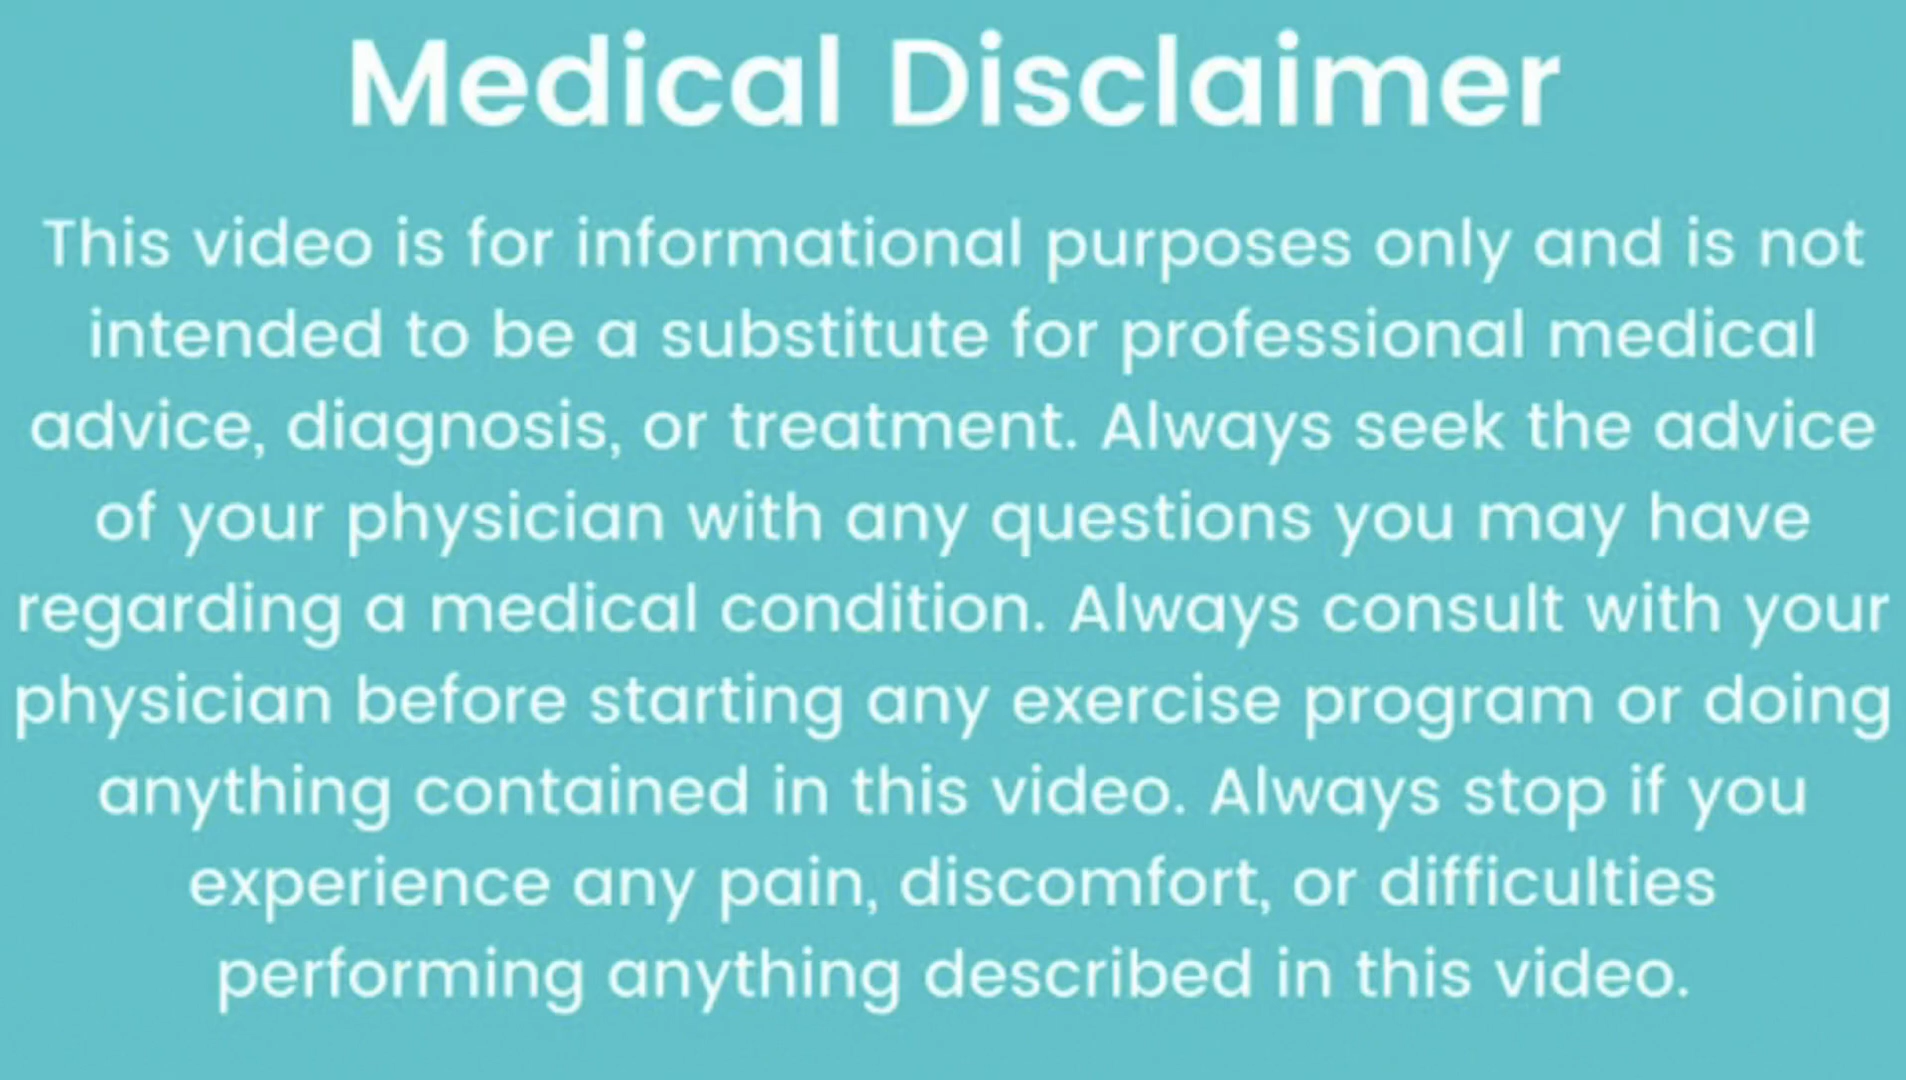 Medical Disclaimer
This video is for informational purposes only and is not
intended to be a substitute for professional medical
advice, diagnosis, or treatment. Always seek the advice
of your physician with any questions you may have
regarding a medical condition. Always consult with your
physician before starting any exercise program or doing
anything contained in this video. Always stop if you
experience any pain, discomfort, or difficulties
performing anything described in this video.